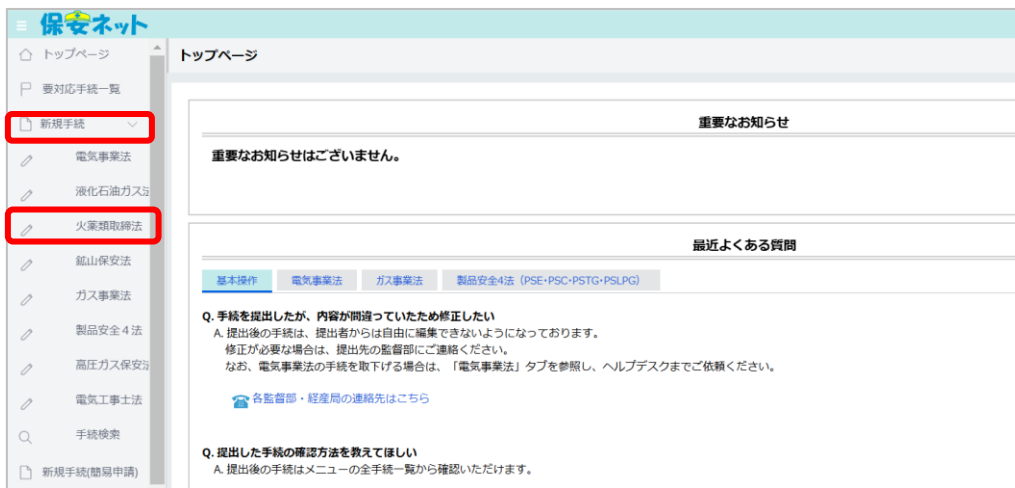 保安ネット
トップページ
要対応手続一覧
新規手続
電気事業法
液化石油ガス法
火薬類取締法
鉱山保安法
ガス事業法
製品安全4法
高圧ガス保安法
電気工事士法
手続検索
新規手続(簡易申請)
トップページ
重要なお知らせ
重要なお知らせはございません。
最近よくある質問
基本操作 電気事業法 ガス事業法 製品安全4法（PSE・PSC・PSTG・PSLPG）
Q. 手続を提出したが、内容が間違っていたため修正したい
A. 提出後の手続は、提出者からは自由に編集できないようになっております。
修正が必要な場合は、提出先の監督部にご連絡ください。
なお、電気事業法の手続を取下げる場合は、「電気事業法」タブを参照し、ヘルプデスクまでご依頼ください。
各監督部・経産局の連絡先はこちら
Q. 提出した手続の確認方法を教えてほしい
A. 提出後の手続はメニューの全手続一覧から確認いただけます。